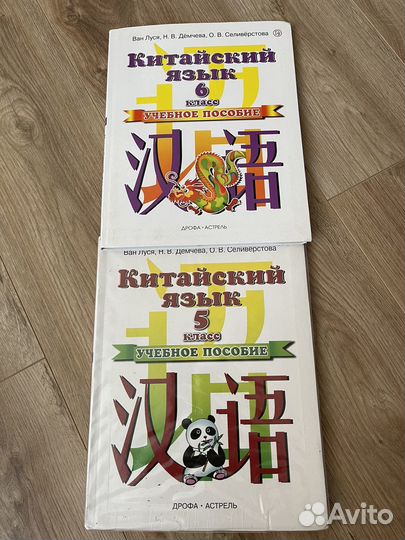 Ван Луся, Н. В. Дёмчева, О. В. Селивёрстова
Китайский
язык
6
класс
УЧЕБНОЕ ПОСОБИЕ
汉语
ДРОФА • АСТРЕЛЬ
Ван Луся, Н. В. Дёмчева, О. В. Селивёрстова
Китайский
язык
5
класс
УЧЕБНОЕ ПОСОБИЕ
汉语
ДРОФА • АСТРЕЛЬ
Avito